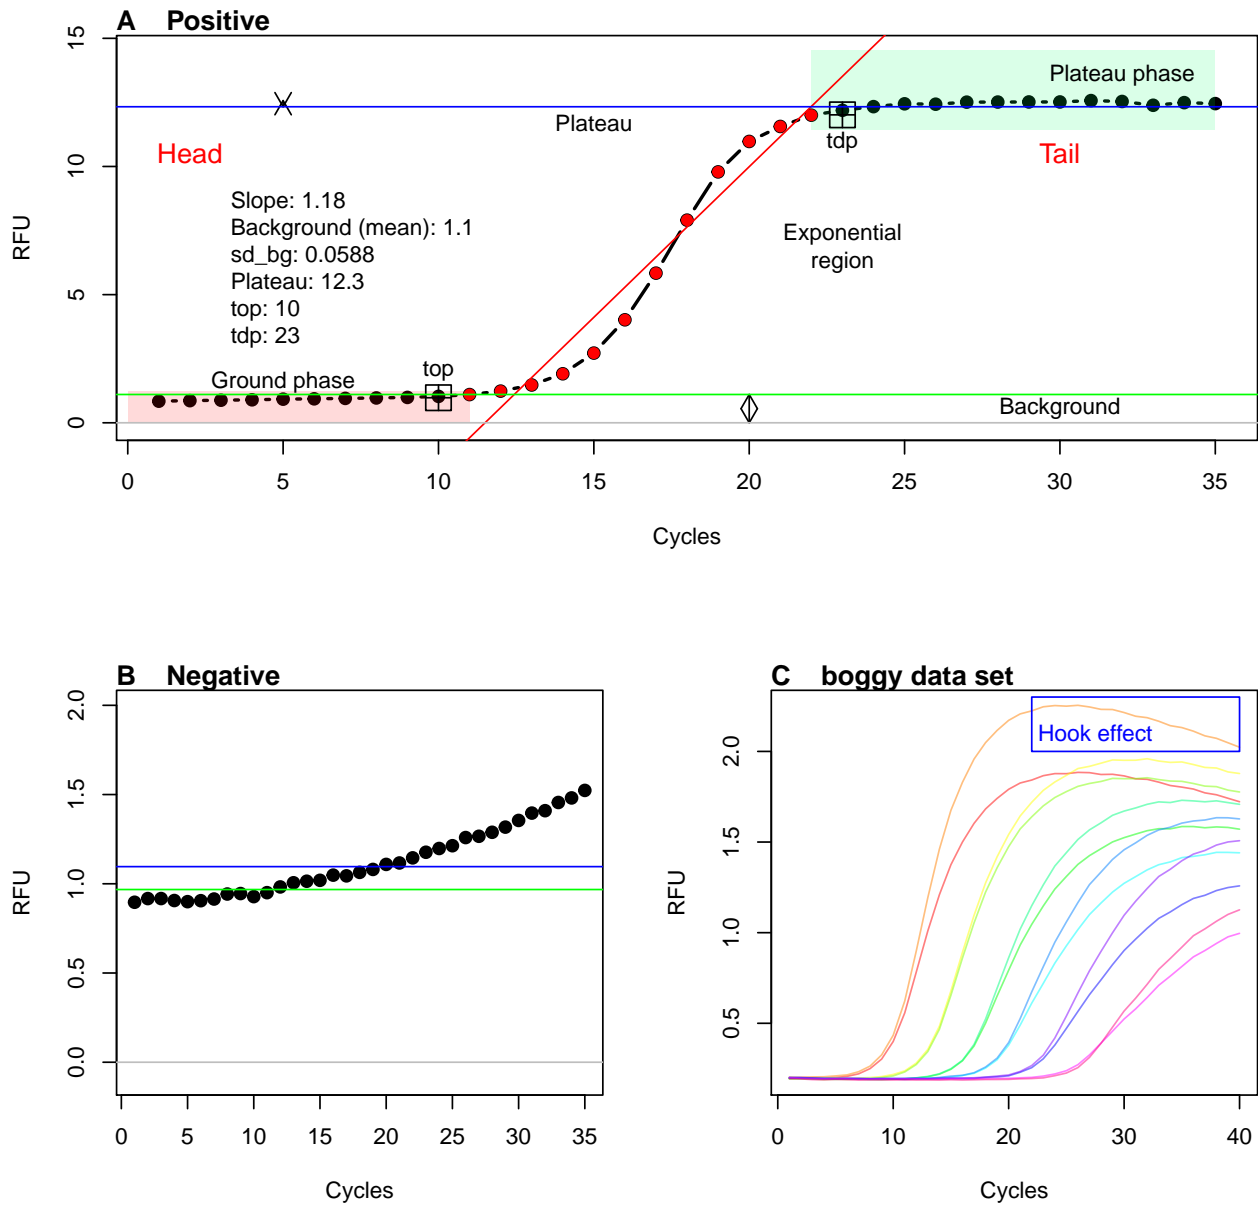 A Positive
15
10
5
0
RFU
Plateau phase
Plateau
tdp
Head
Tail
Slope: 1.18
Background (mean): 1.1
sd_bg: 0.0588
Plateau: 12.3
top: 10
tdp: 23
Exponential
region
top
Ground phase
Background
0 5 10 15 20 25 30 35
Cycles
B Negative
2.0
1.5
1.0
0.5
0.0
RFU
0 5 10 15 20 25 30 35
Cycles
C boggy data set
Hook effect
2.0
1.5
1.0
0.5
RFU
0 10 20 30 40
Cycles